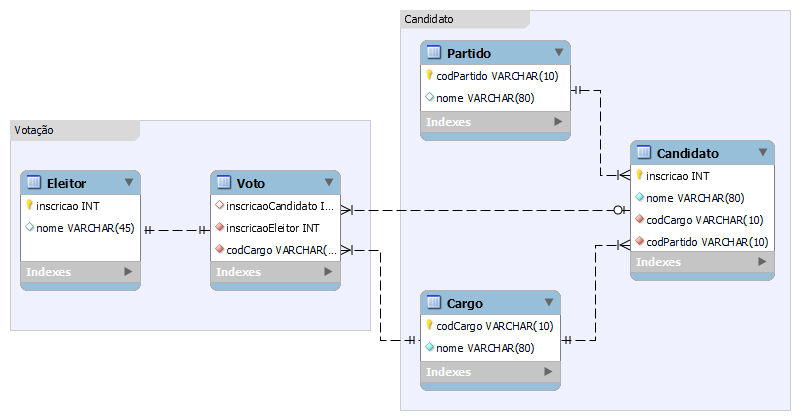 Candidato
Partido
codPartido VARCHAR(10)
nome VARCHAR(80)
Indexes
Votação
Eleitor
inscricao INT
nome VARCHAR(45)
Indexes
Voto
inscricaoCandidato I...
inscricaoEleitor INT
codCargo VARCHAR(...
Indexes
Candidato
inscricao INT
nome VARCHAR(80)
codCargo VARCHAR(10)
codPartido VARCHAR(10)
Indexes
Cargo
codCargo VARCHAR(10)
nome VARCHAR(80)
Indexes